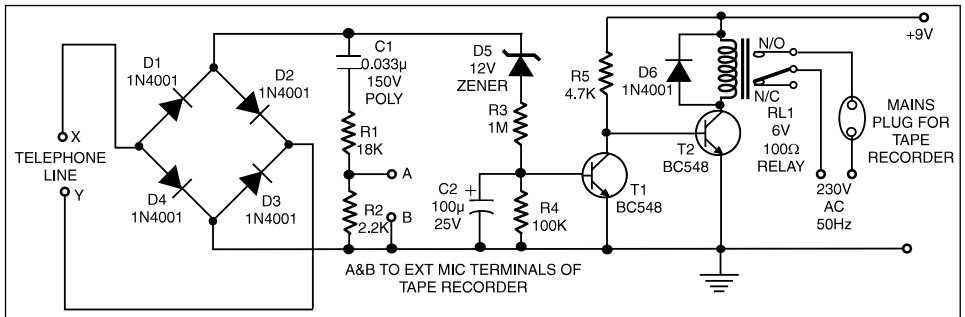 D1
1N4001
D2
1N4001
X
TELEPHONE
LINE
Y
D4
1N4001
D3
1N4001
C1
0.033µ
150V
POLY
R1
18K
A
R2
2.2K
B
A&B TO EXT MIC TERMINALS OF
TAPE RECORDER
D5
12V
ZENER
R3
1M
C2
100µ
25V
+
R4
100K
R5
4.7K
T1
BC548
D6
1N4001
T2
BC548
N/O
N/C
RL1
6V
100Ω
RELAY
+9V
MAINS
PLUG FOR
TAPE
RECORDER
230V
AC
50Hz